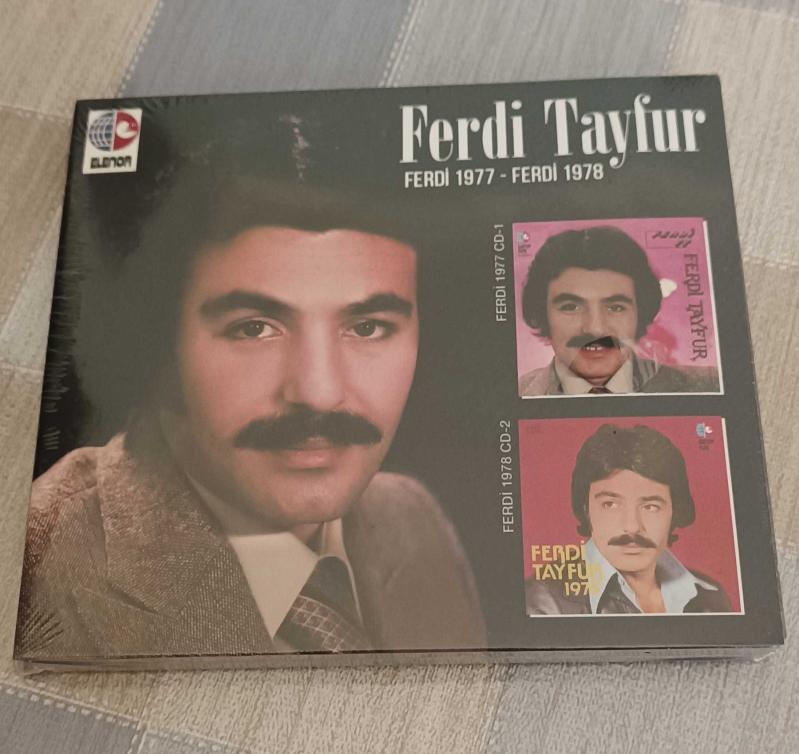 ELENOR
Ferdi Tayfur
FERDİ 1977 - FERDİ 1978
FERDİ 1977 CD-1
FERDİ TAYFUR
FERDİ 1978 CD-2
FERDİ
TAYFUR